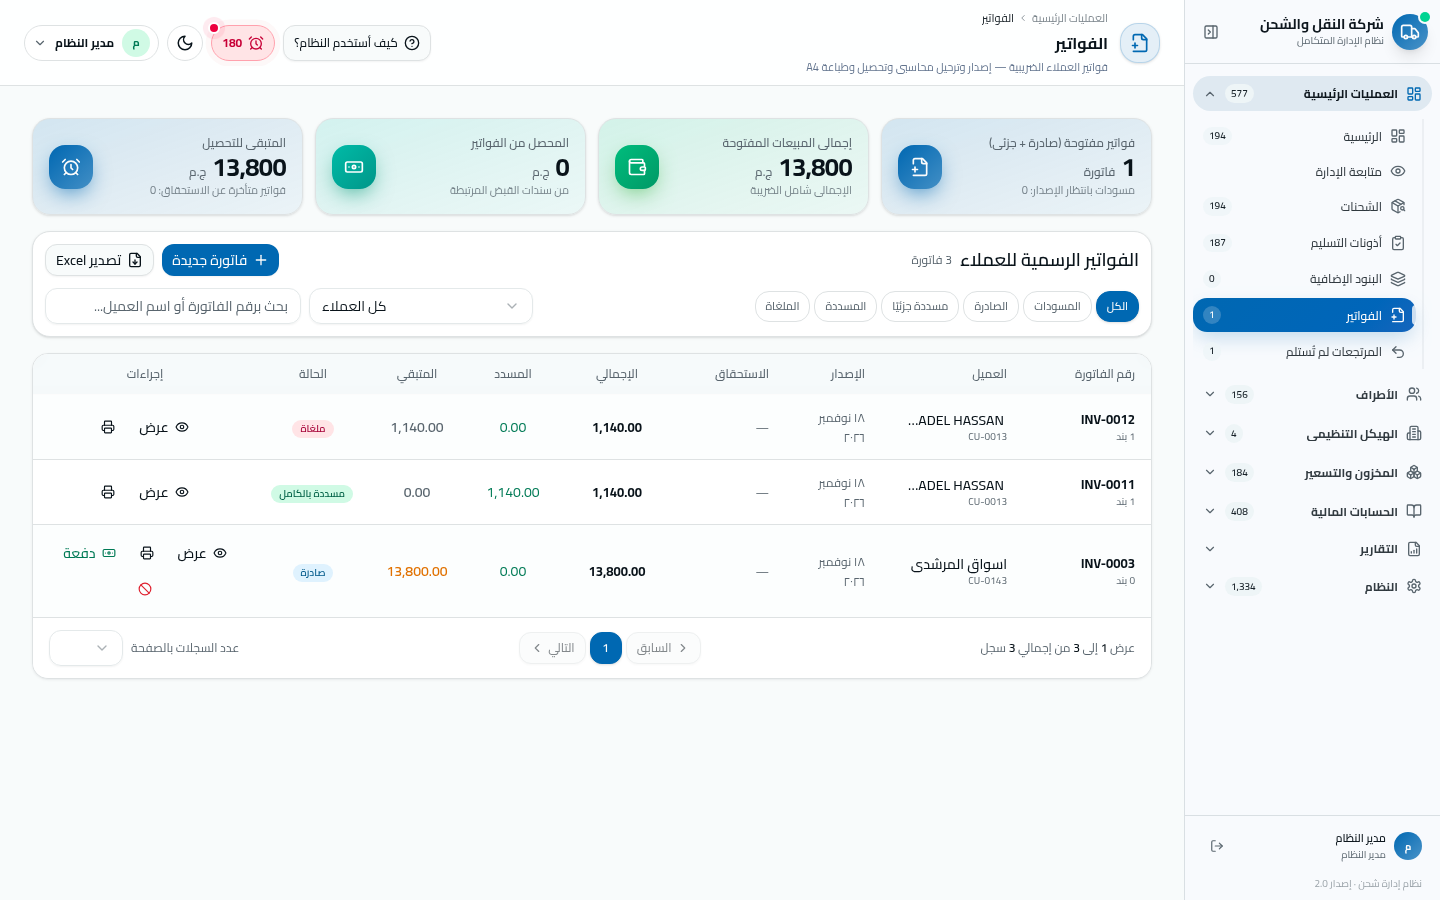 شركة النقل والشحن
نظام الإدارة المتكامل
العمليات الرئيسية 577
الرئيسية 194
متابعة الإدارة
الشحنات 194
أذونات التسليم 187
البنود الإضافية 0
الفواتير 1
المرتجعات لم تُستلم 1
الأطراف 156
الهيكل التنظيمي 4
المخزون والتسعير 184
الحسابات المالية 408
التقارير
النظام 1,334
م
مدير النظام
مدير النظام
نظام إدارة شحن · إصدار 2.0
العمليات الرئيسية الفواتير
الفواتير
فواتير العملاء الضريبية — إصدار وترحيل محاسبي وتحصيل وطباعة A4
كيف أستخدم النظام؟
180
م مدير النظام
فواتير مفتوحة (صادرة + جزئي)
1 فاتورة
مسودات بانتظار الإصدار: 0
إجمالي المبيعات المفتوحة
13,800 ج.م
الإجمالي شامل الضريبة
المحصل من الفواتير
0 ج.م
من سندات القبض المرتبطة
المتبقي للتحصيل
13,800 ج.م
فواتير متأخرة عن الاستحقاق: 0
الفواتير الرسمية للعملاء 3 فاتورة
فاتورة جديدة
تصدير Excel
الكل المسودات الصادرة مسددة جزئيًا المسددة الملغاة
كل العملاء
بحث برقم الفاتورة أو اسم العميل...
رقم الفاتورة العميل الإصدار الاستحقاق الإجمالي المسدد المتبقي الحالة إجراءات
INV-0012 ADEL HASSAN... ١٨ نوفمبر — 1,140.00 0.00 1,140.00 ملغاة عرض
1 بند CU-0013 ٢٠٢٦
INV-0011 ADEL HASSAN... ١٨ نوفمبر — 1,140.00 1,140.00 0.00 مسددة بالكامل عرض
1 بند CU-0013 ٢٠٢٦
INV-0003 اسواق المرشدى ١٨ نوفمبر — 13,800.00 0.00 13,800.00 صادرة عرض دفعة
0 بند CU-0143 ٢٠٢٦
عرض 1 إلى 3 من إجمالي 3 سجل
السابق 1 التالي
عدد السجلات بالصفحة